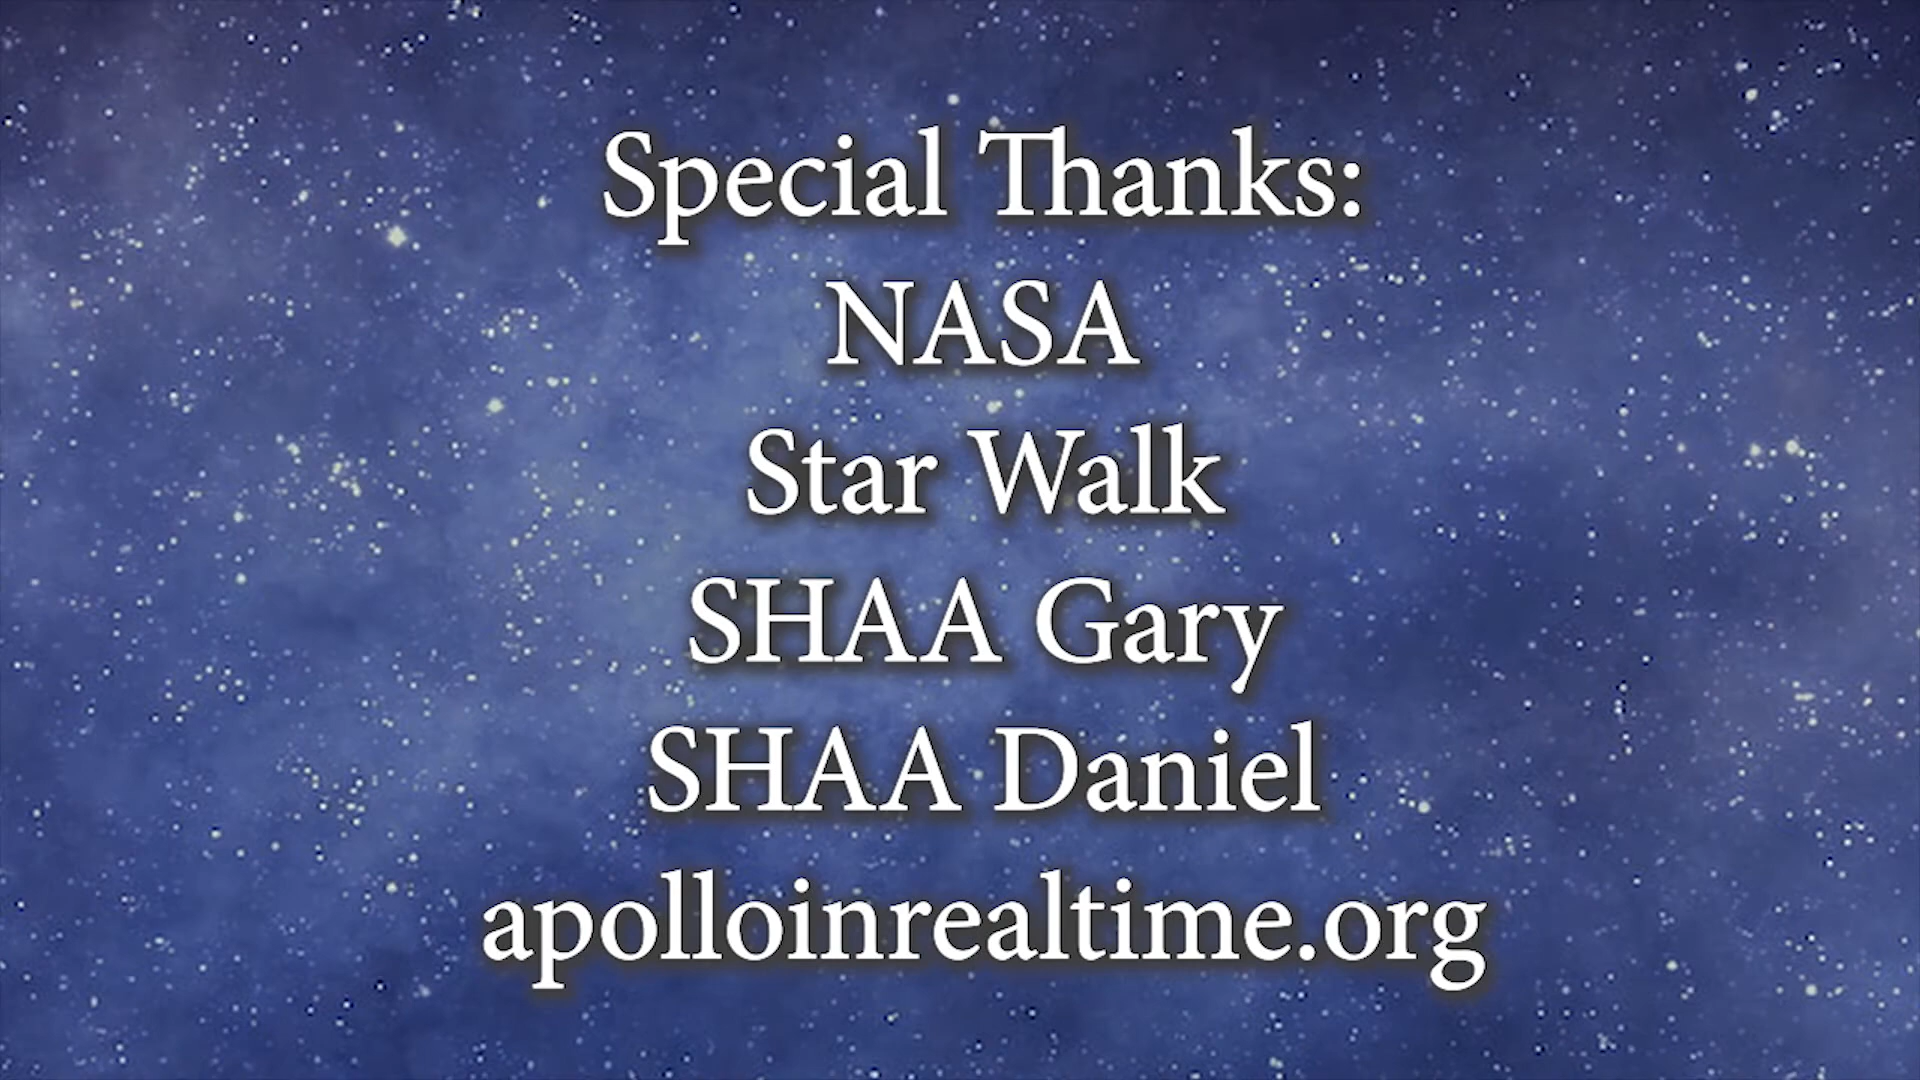 Special Thanks:
NASA
Star Walk
SHAA Gary
SHAA Daniel
apolloinrealtime.org